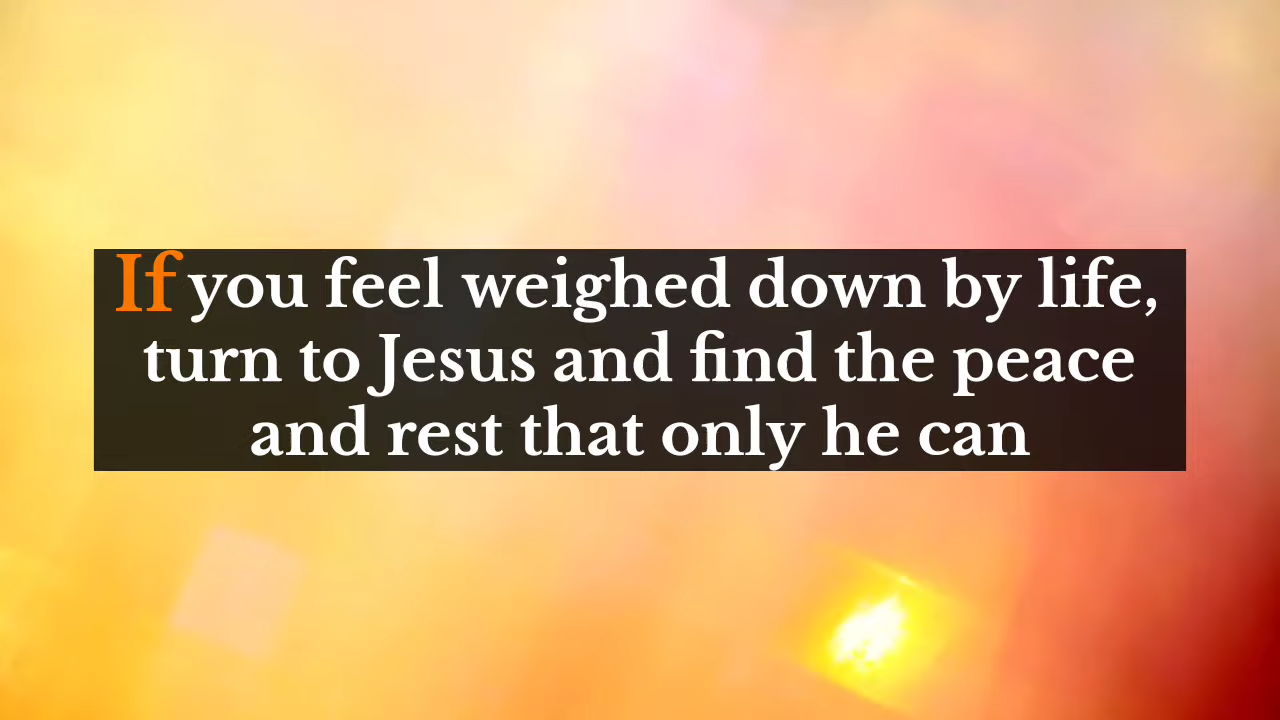 If you feel weighed down by life,
turn to Jesus and find the peace
and rest that only he can